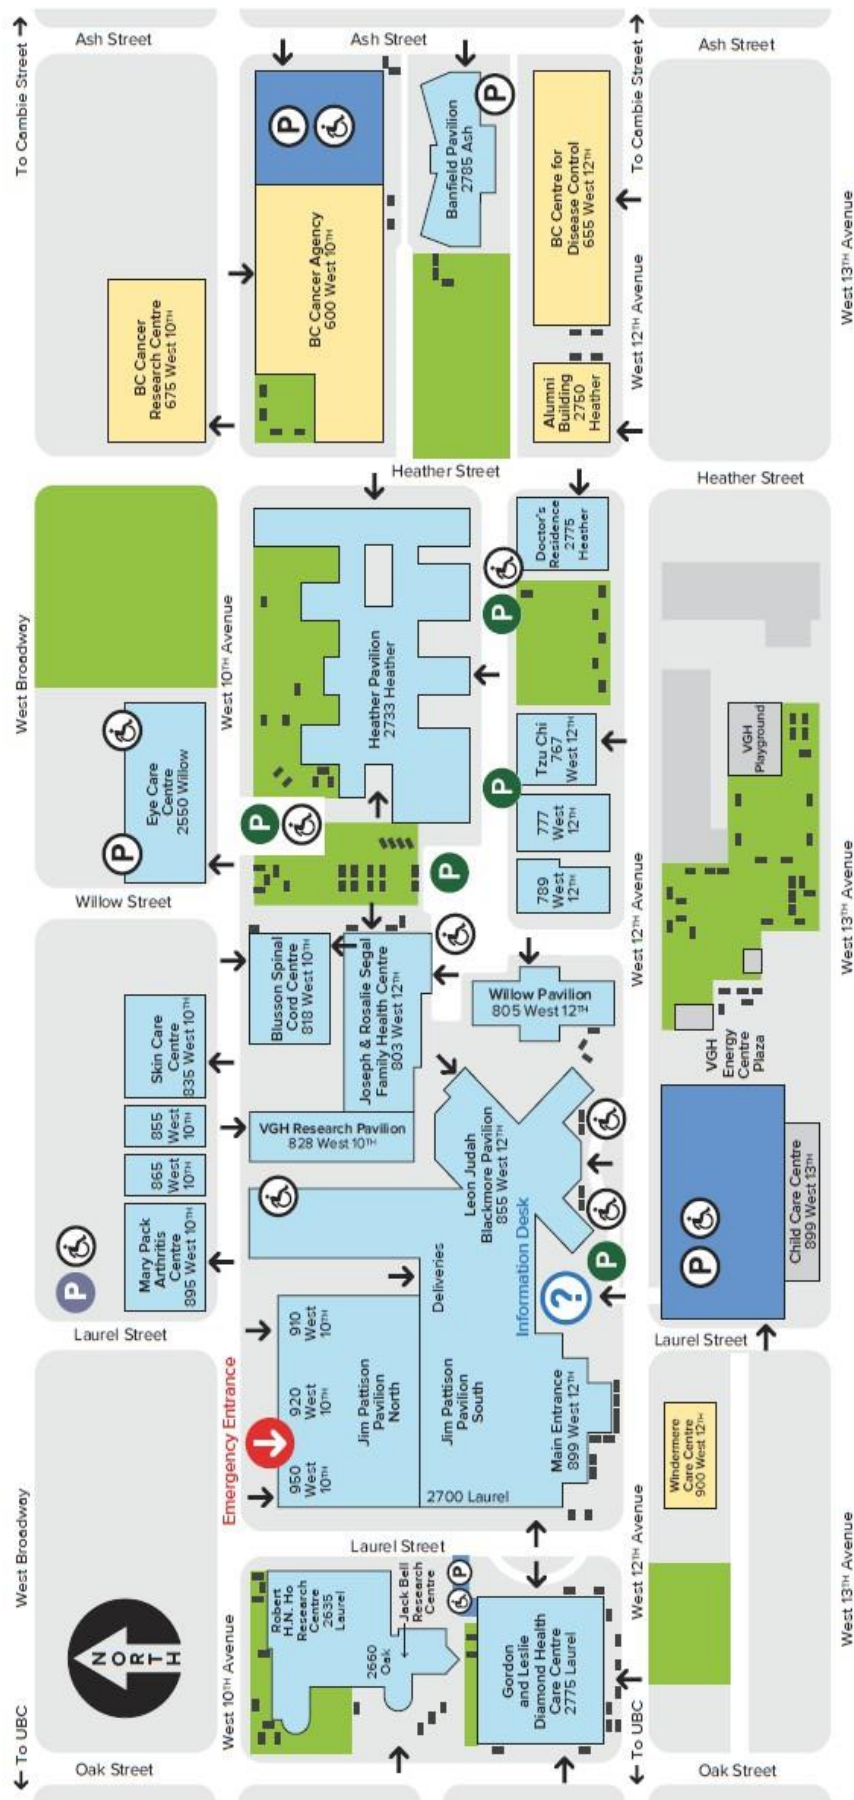 To Cambie Street
Ash Street
Ash Street
To Cambie Street
Ash Street
P
P
Banfield Pavilion
2785 Ash
BC Centre for
Disease Control
655 West 12TH
BC Cancer Agency
600 West 10TH
BC Cancer
Research Centre
675 West 10TH
West 12TH Avenue
West 13TH Avenue
Alumni
Building
2750
Heather
Heather Street
Heather Street
West Broadway
West 10TH Avenue
Doctor's
Residence
2775
Heather
P
Heather Pavilion
2733 Heather
Eye Care
Centre
2550 Willow
P
Tzu Chi
767
West 12TH
P
777
West
12TH
789
West
12TH
VGH
Playground
P
P
Willow Street
West 12TH Avenue
West 13TH Avenue
Blusson Spinal
Cord Centre
818 West 10TH
Joseph & Rosalie Segal
Family Health Centre
803 West 12TH
Willow Pavilion
805 West 12TH
VGH
Energy
Centre
Plaza
Skin Care
Centre
835 West 10TH
855
West
10TH
865
West
10TH
Mary Pack
Arthritis
Centre
895 West 10TH
P
VGH Research Pavilion
828 West 10TH
Leon Judah
Blackmore Pavilion
855 West 12TH
Information Desk
?
P
Deliveries
P
Child Care Centre
899 West 13TH
Laurel Street
Laurel Street
Emergency Entrance
910
West
10TH
920
West
10TH
950
West
10TH
Jim Pattison
Pavilion
North
Jim Pattison
Pavilion
South
2700 Laurel
Main Entrance
899 West 12TH
Windermere
Care Centre
900 West 12TH
West Broadway
Laurel Street
West 12TH Avenue
West 13TH Avenue
NORTH
West 10TH Avenue
Robert
H.N. Ho
Research
Centre
2635
Laurel
2660
Oak
Jack Bell
Research
Centre
P
Gordon
and Leslie
Diamond Health
Care Centre
2775 Laurel
To UBC
Oak Street
To UBC
Oak Street